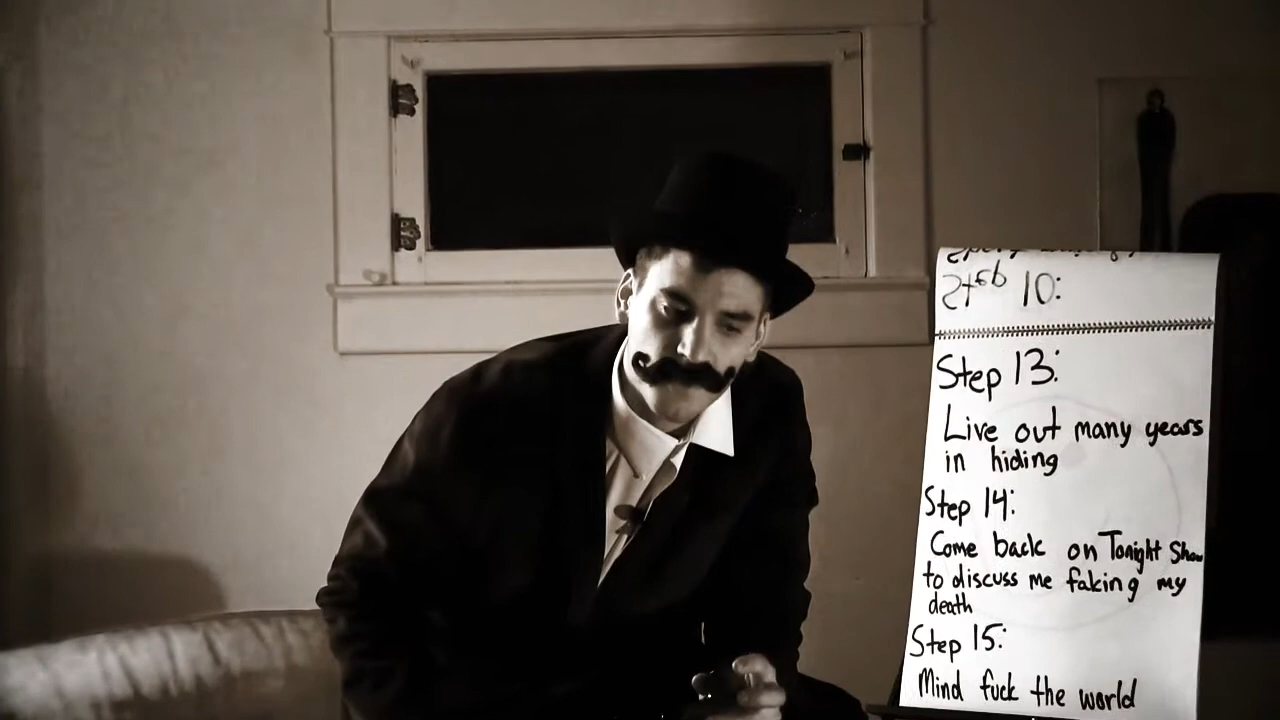 Step 10:
Step 13:
Live out many years
in hiding
Step 14:
Come back on Tonight Show
to discuss me faking my
death
Step 15:
Mind fuck the world